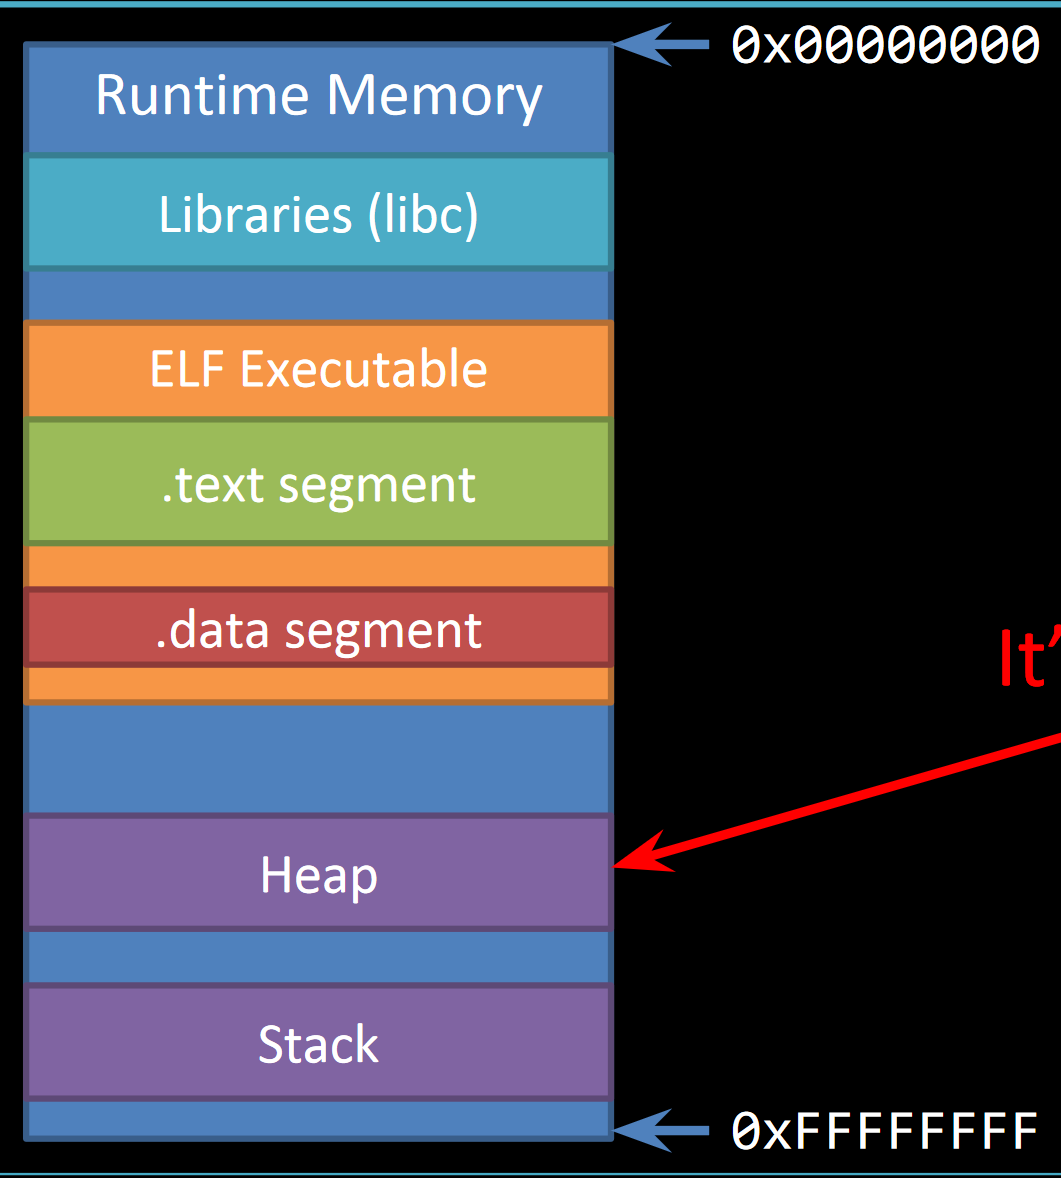 0x00000000
Runtime Memory
Libraries (libc)
ELF Executable
.text segment
.data segment
It’
Heap
Stack
0xFFFFFFFF